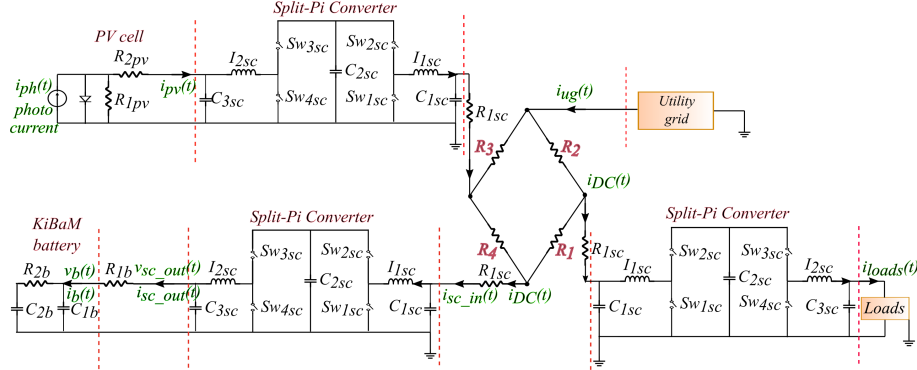 Split-Pi Converter
PV cell
R2pv
I2sc
Sw3sc
Sw2sc
I1sc
iph(t)
photo
current
R1pv
ipv(t)
C3sc
C2sc
Sw4sc
Sw1sc
C1sc
R1sc
iug(t)
Utility
grid
R3
R2
iDC(t)
R4
R1
R1sc
Split-Pi Converter
KiBaM
battery
R2b
vb(t)
R1b
vsc_out(t)
I2sc
Sw3sc
Sw2sc
I1sc
R1sc
ib(t)
isc_out(t)
isc_in(t)
iDC(t)
C2b
C1b
C3sc
C2sc
Sw4sc
Sw1sc
C1sc
Split-Pi Converter
I1sc
Sw2sc
Sw3sc
I2sc
iloads(t)
C1sc
C2sc
Sw1sc
Sw4sc
C3sc
Loads